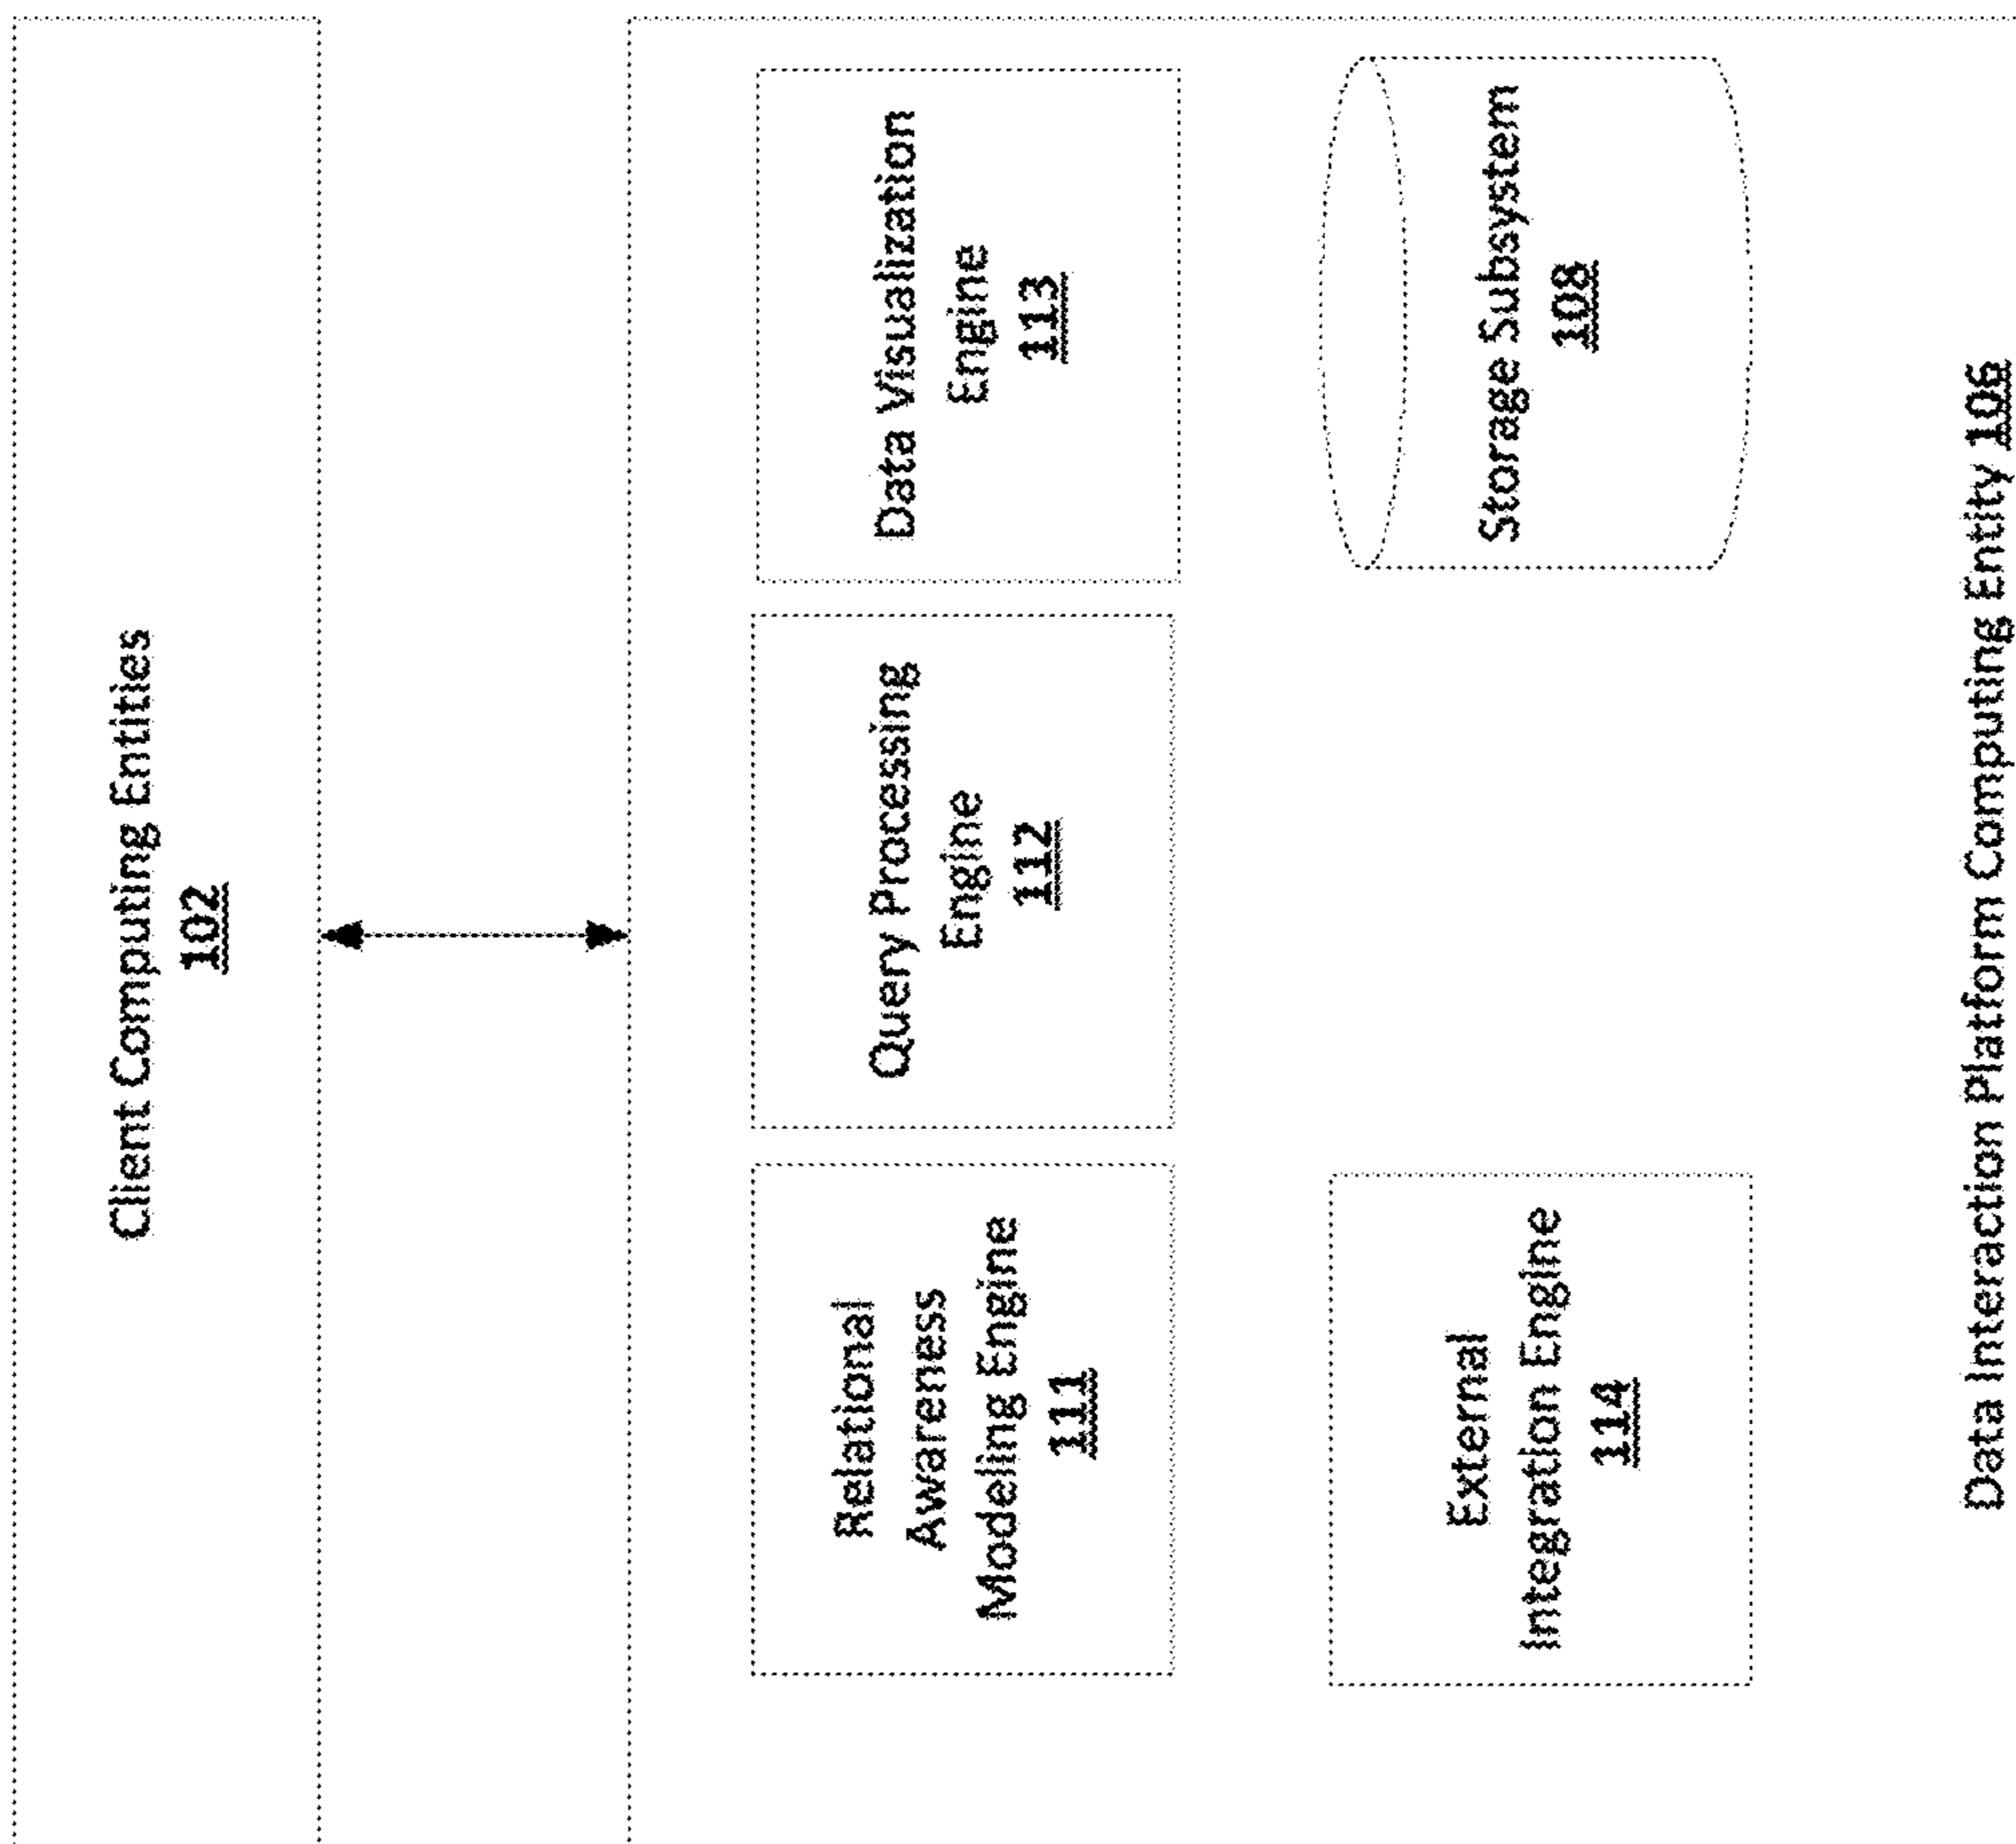 Client Computing Entities
102
Relational
Awareness
Modeling Engine
111
Query Processing
Engine
112
Data Visualization
Engine
113
External
Integration Engine
114
Storage Subsystem
108
Data Interaction Platform Computing Entity 106